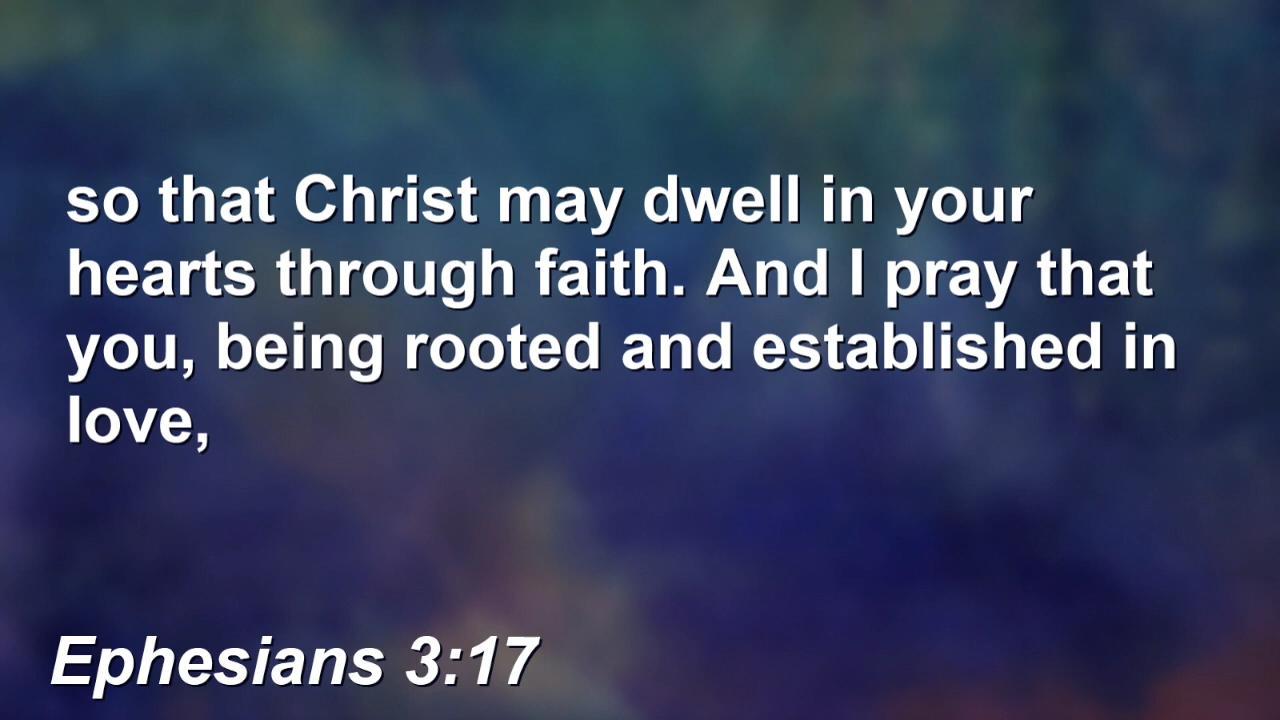 so that Christ may dwell in your
hearts through faith. And I pray that
you, being rooted and established in
love,
Ephesians 3:17